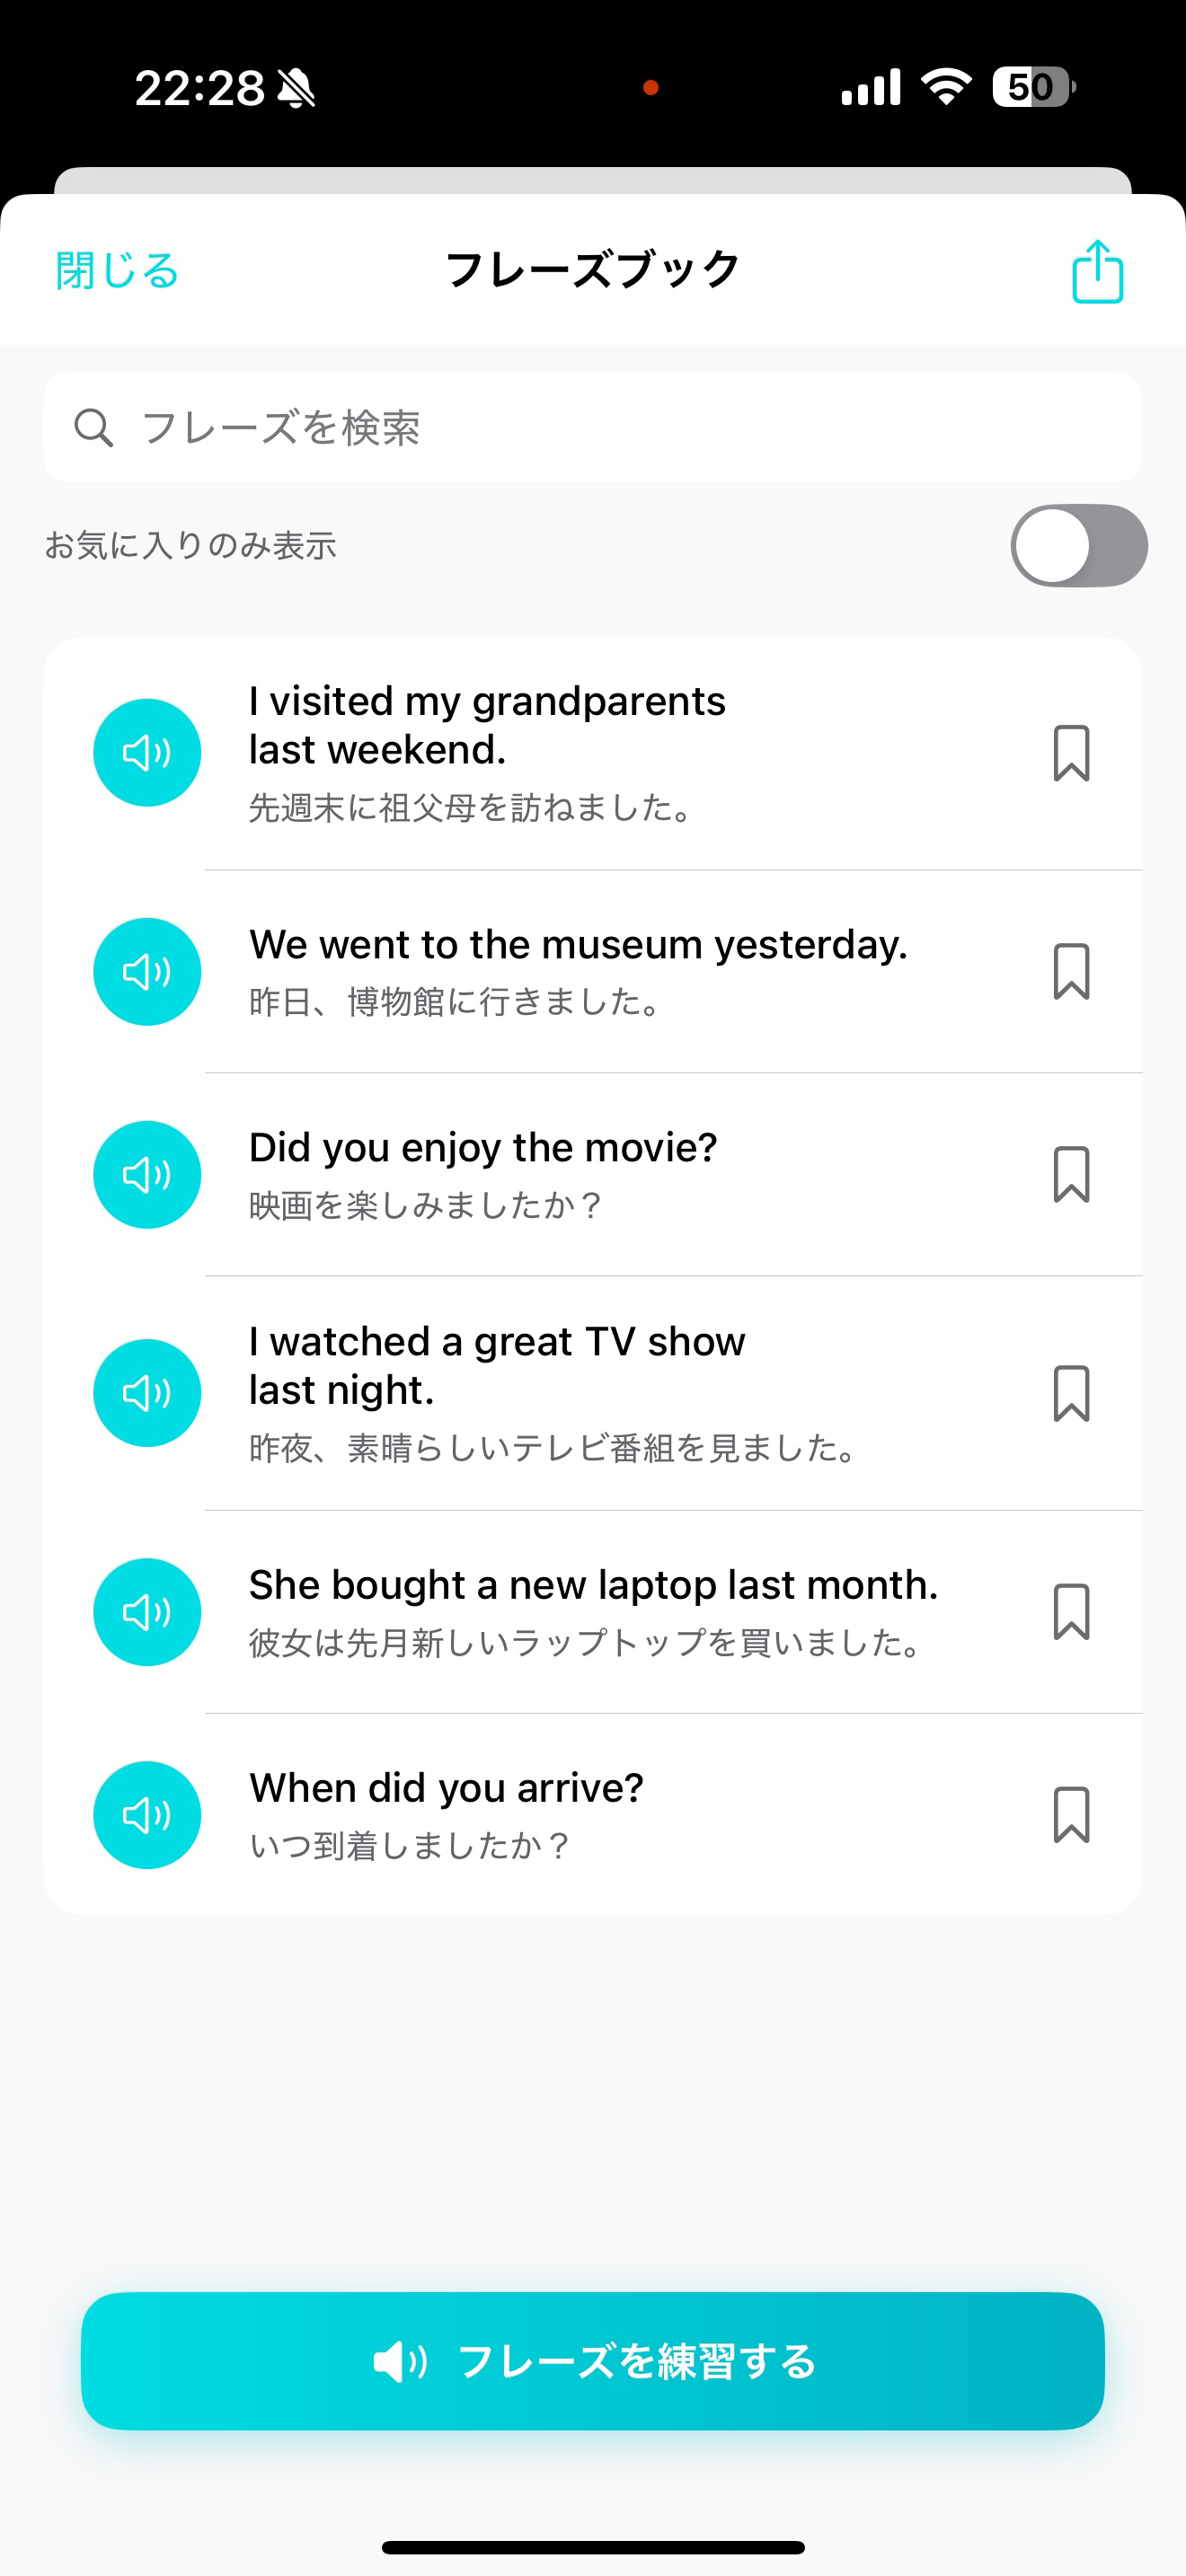 22:28
50
閉じる
フレーズブック
フレーズを検索
お気に入りのみ表示
I visited my grandparents
last weekend.
先週末に祖父母を訪ねました。
We went to the museum yesterday.
昨日、博物館に行きました。
Did you enjoy the movie?
映画を楽しみましたか？
I watched a great TV show
last night.
昨夜、素晴らしいテレビ番組を見ました。
She bought a new laptop last month.
彼女は先月新しいラップトップを買いました。
When did you arrive?
いつ到着しましたか？
フレーズを練習する